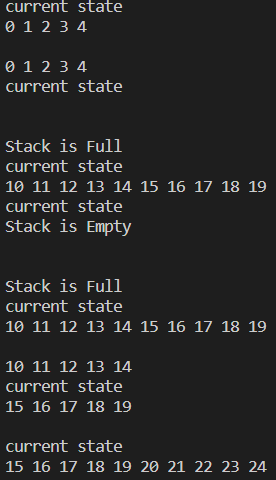 current state
0 1 2 3 4
0 1 2 3 4
current state
Stack is Full
current state
10 11 12 13 14 15 16 17 18 19
current state
Stack is Empty
Stack is Full
current state
10 11 12 13 14 15 16 17 18 19
10 11 12 13 14
current state
15 16 17 18 19
current state
15 16 17 18 19 20 21 22 23 24